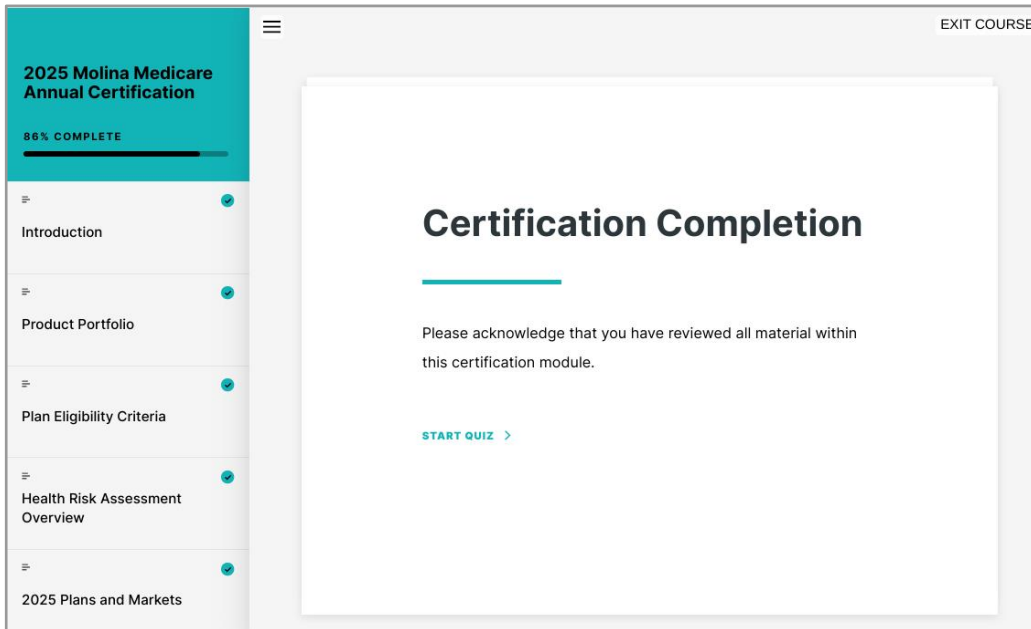 2025 Molina Medicare
Annual Certification
86% COMPLETE
Introduction
Product Portfolio
Plan Eligibility Criteria
Health Risk Assessment
Overview
2025 Plans and Markets
EXIT COURSE
Certification Completion
Please acknowledge that you have reviewed all material within
this certification module.
START QUIZ